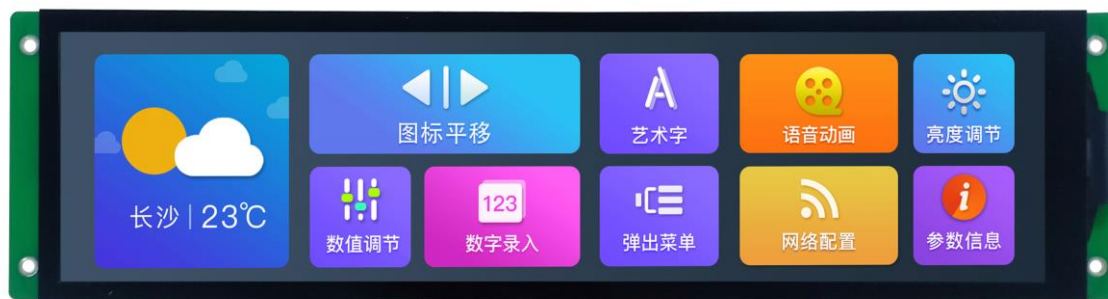 长沙 | 23℃
图标平移
艺术字
语音动画
亮度调节
数值调节
123
数字录入
弹出菜单
网络配置
i
参数信息